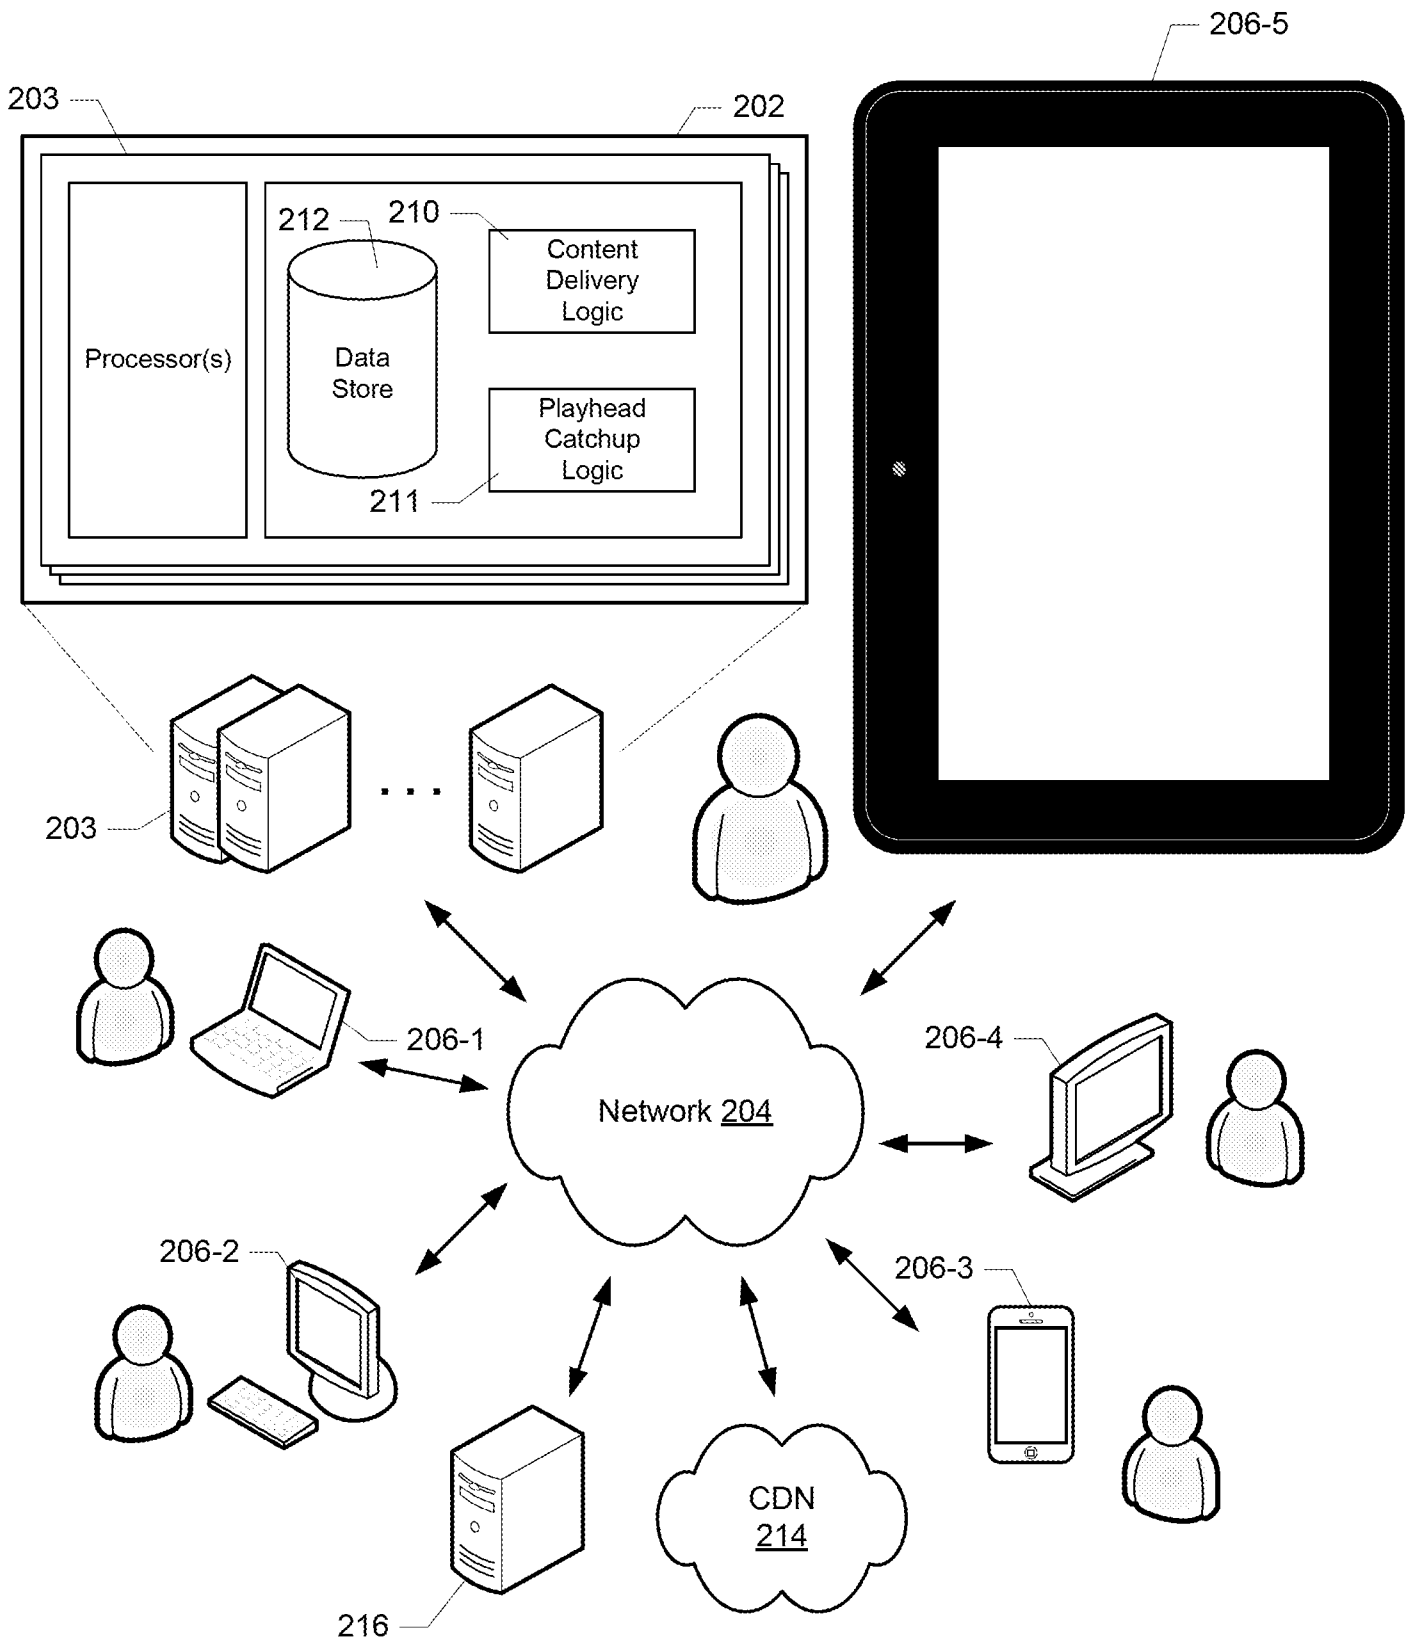 206-5
203
202
212
210
Content
Delivery
Logic
Processor(s)
Data
Store
Playhead
Catchup
Logic
211
203
206-1
206-4
Network 204
206-2
206-3
CDN
214
216